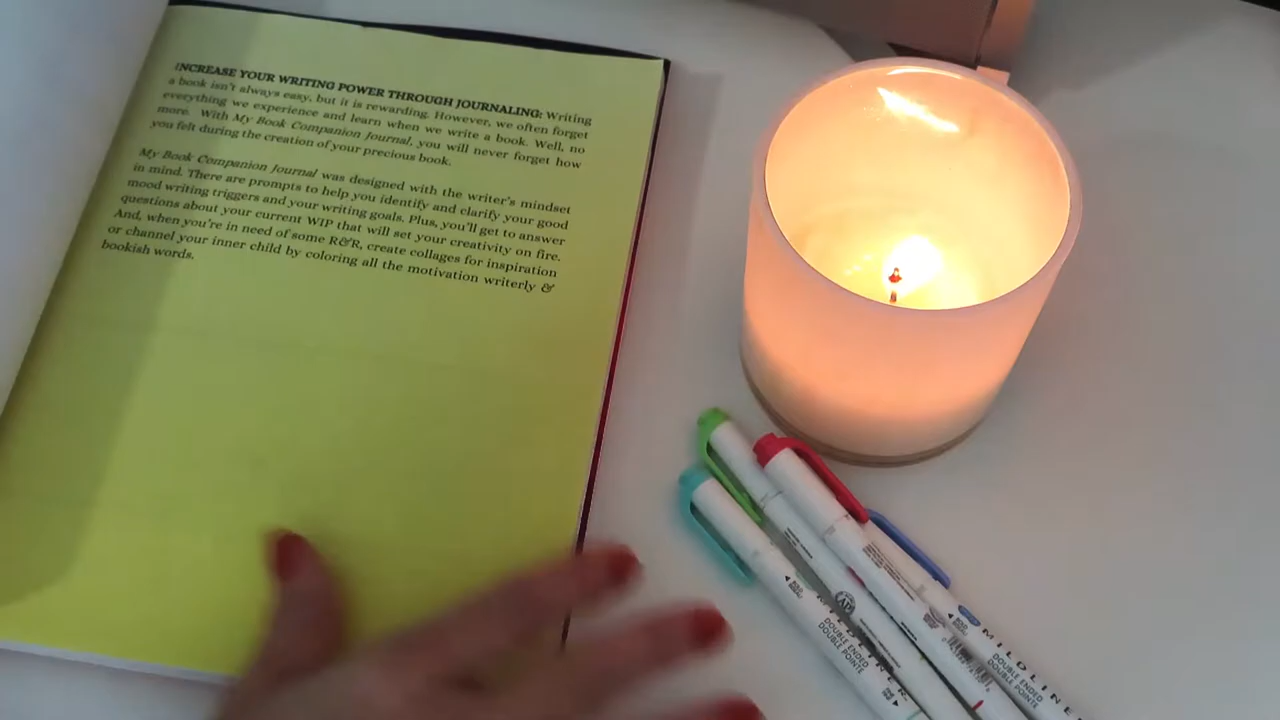 INCREASE YOUR WRITING POWER THROUGH JOURNALING: Writing
a book isn't always easy, but it is rewarding. However, we often forget
everything we experience and learn when we write a book. Well, no
more. With My Book Companion Journal, you will never forget how
you felt during the creation of your precious book.
My Book Companion Journal was designed with the writer's mindset
in mind. There are prompts to help you identify and clarify your good
mood writing triggers and your writing goals. Plus, you'll get to answer
questions about your current WIP that will set your creativity on fire.
And, when you're in need of some R&R, create collages for inspiration
or channel your inner child by coloring all the motivation writerly &
bookish words.
DOUBLE ENDED
DOUBLE POINTE
AP
MILDLINE
DOUBLE ENDED
DOUBLE POINTE